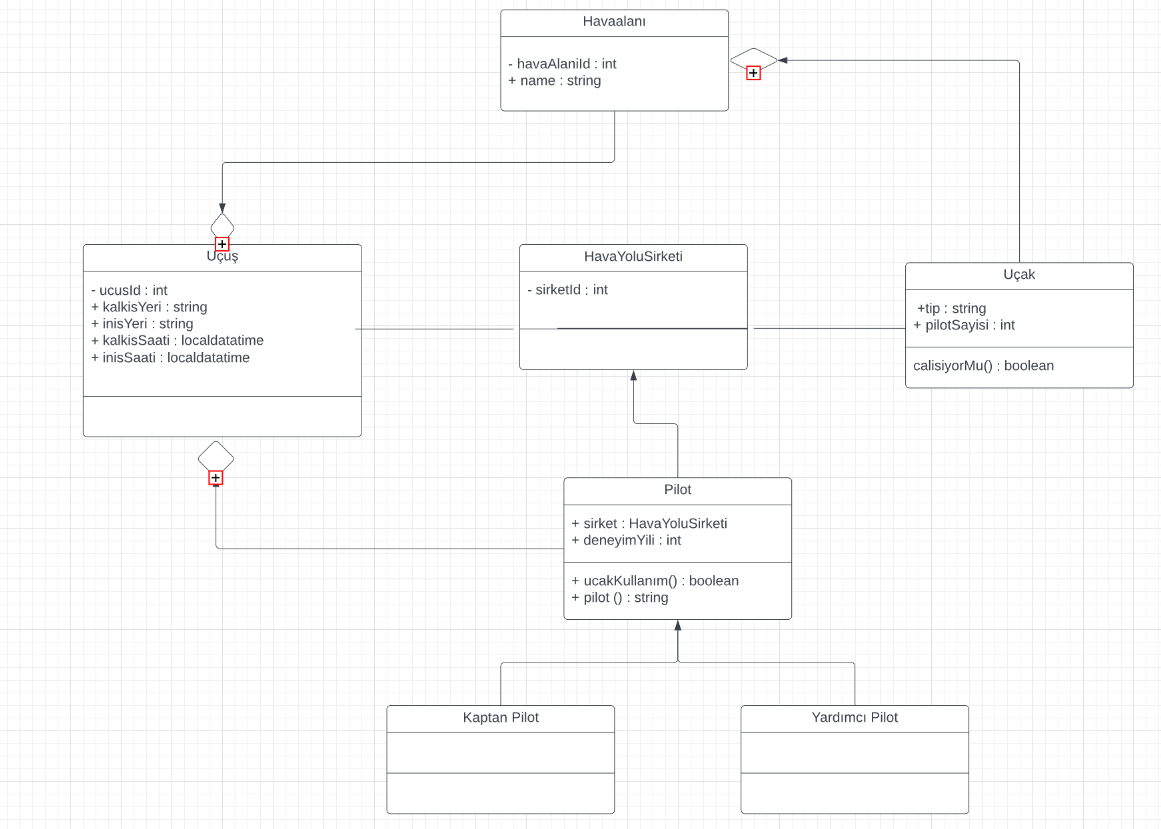 Havaalanı
- havaAlaniId : int
+ name : string
Uçuş
- ucusId : int
+ kalkisYeri : string
+ inisYeri : string
+ kalkisSaati : localdatatime
+ inisSaati : localdatatime
HavaYoluSirketi
- sirketId : int
Uçak
+tip : string
+ pilotSayisi : int
calisiyorMu() : boolean
Pilot
+ sirket : HavaYoluSirketi
+ deneyimYili : int
+ ucakKullanım() : boolean
+ pilot () : string
Kaptan Pilot
Yardımcı Pilot